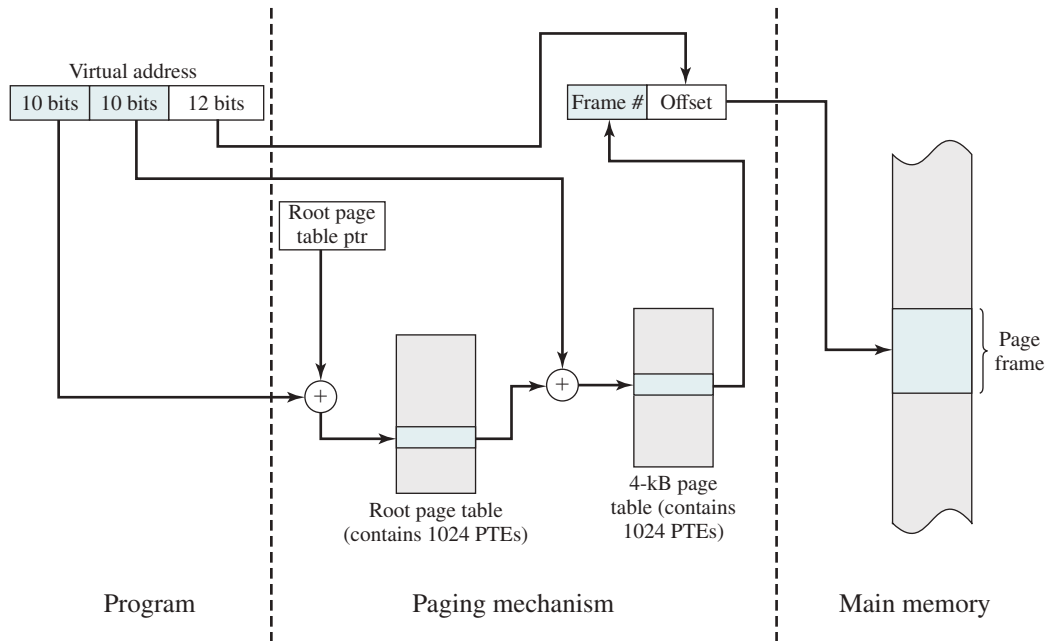 Virtual address
10 bits
10 bits
12 bits
Frame #
Offset
Root page
table ptr
+
+
Page
frame
Root page table
(contains 1024 PTEs)
4-kB page
table (contains
1024 PTEs)
Program
Paging mechanism
Main memory